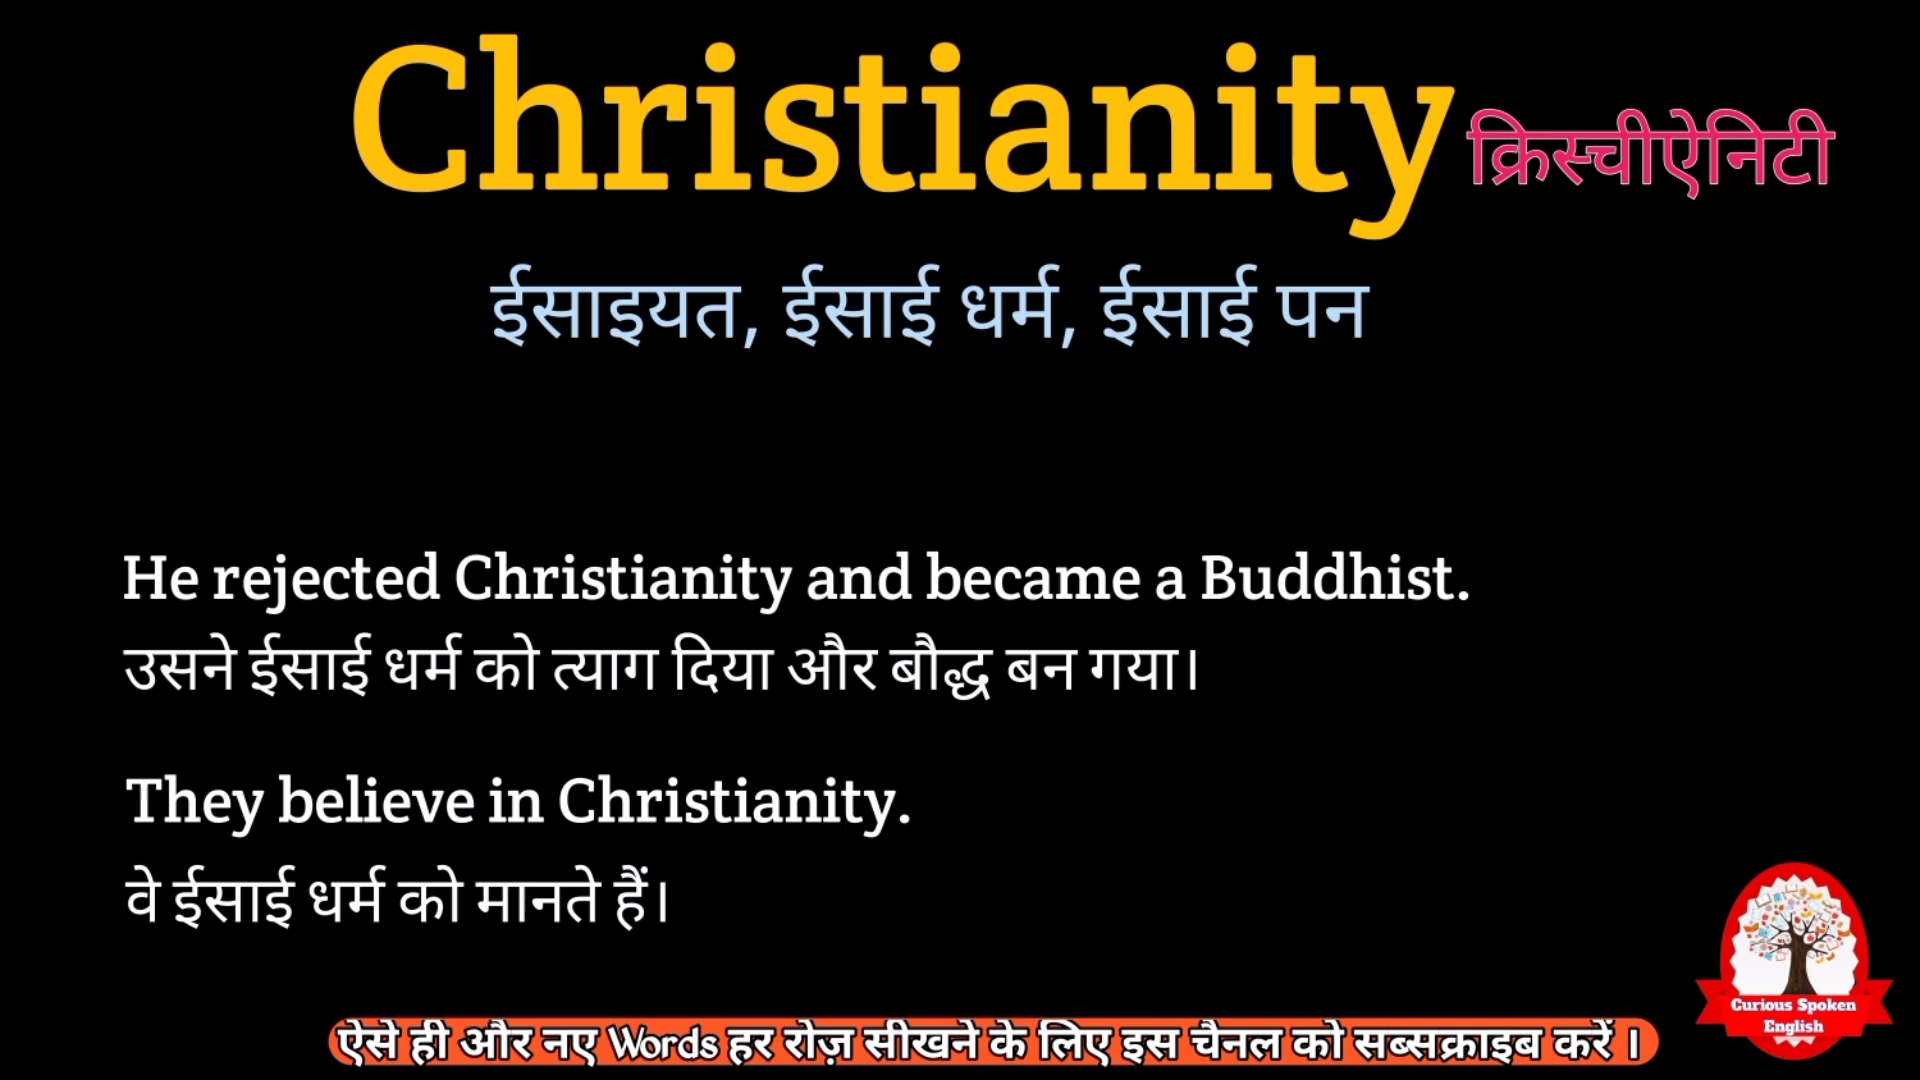 Christianity क्रिस्चीऐनिटी
ईसाइयत, ईसाई धर्म, ईसाई पन
He rejected Christianity and became a Buddhist.
उसने ईसाई धर्म को त्याग दिया और बौद्ध बन गया।
They believe in Christianity.
वे ईसाई धर्म को मानते हैं।
Curious Spoken
English
ऐसे ही और नए Words हर रोज़ सीखने के लिए इस चैनल को सब्सक्राइब करें ।